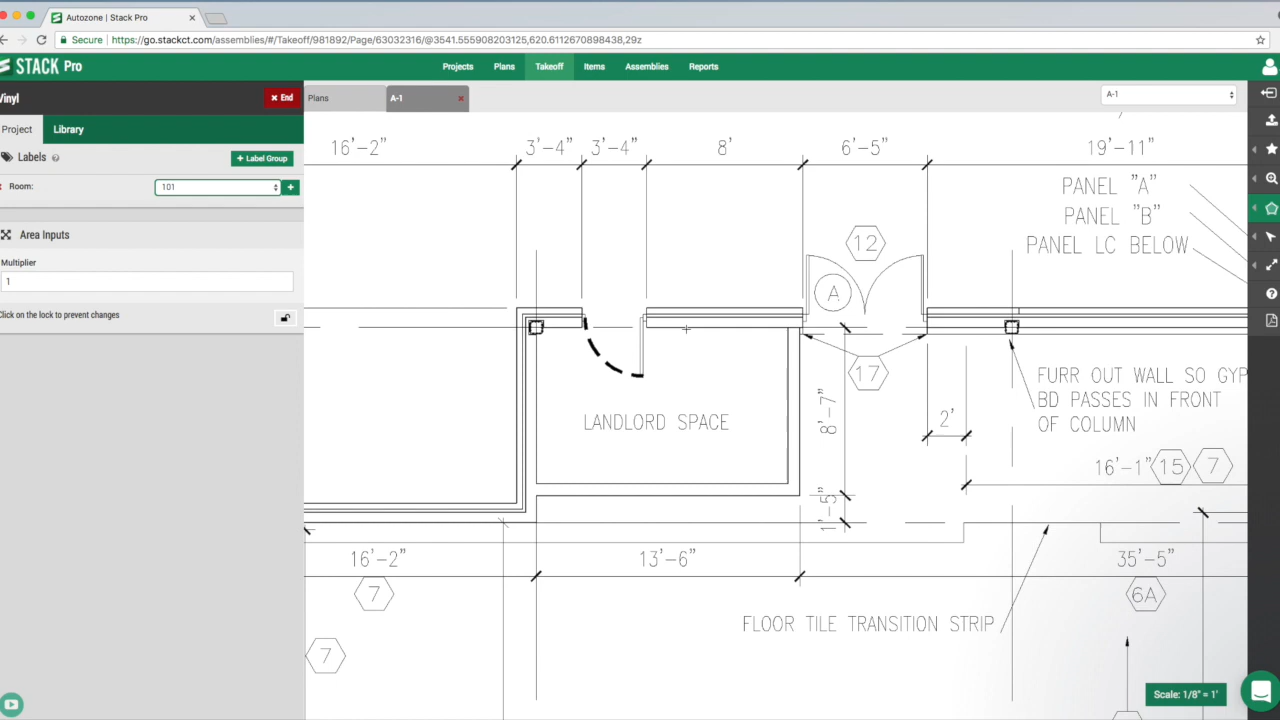 Autozone | Stack Pro
Secure
https://go.stackct.com/assemblies/#/Takeoff/981892/Page/63032316/@3541.555908203125,620.6112670898438,29z
STACK Pro
Projects
Plans
Takeoff
Items
Assemblies
Reports
Vinyl
End
Plans
A-1
A-1
Project
Library
Labels
+ Label Group
Room:
101
Area Inputs
Multiplier
1
Click on the lock to prevent changes
16'-2"
3'-4"
3'-4"
8'
6'-5"
19'-11"
PANEL "A"
PANEL "B"
PANEL LC BELOW
12
A
17
8'-7"
2'
FURR OUT WALL SO GYP
BD PASSES IN FRONT
OF COLUMN
LANDLORD SPACE
16'-1"
15
7
1'-5"
16'-2"
13'-6"
35'-5"
7
6A
FLOOR TILE TRANSITION STRIP
7
Scale: 1/8" = 1'